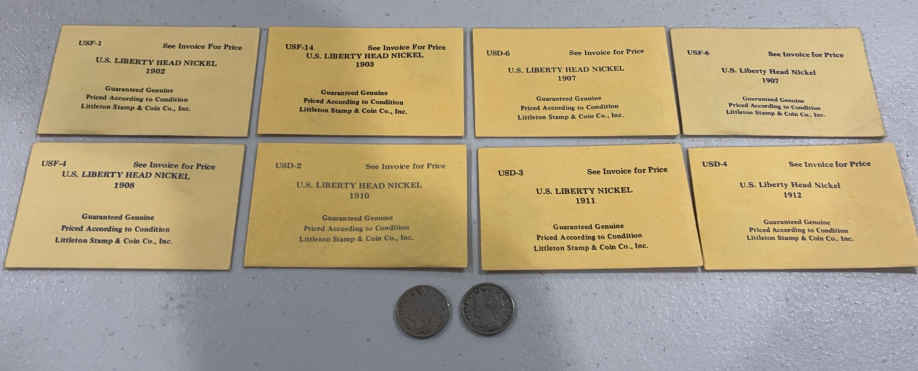 USF-1 See Invoice For Price
U.S. LIBERTY HEAD NICKEL
1902
Guaranteed Genuine
Priced According to Condition
Littleton Stamp & Coin Co., Inc.
USF-14 See Invoice For Price
U.S. LIBERTY HEAD NICKEL
1903
Guaranteed Genuine
Priced According to Condition
Littleton Stamp & Coin Co., Inc.
USD-6 See Invoice for Price
U.S. LIBERTY HEAD NICKEL
1907
Guaranteed Genuine
Priced According to Condition
Littleton Stamp & Coin Co., Inc.
USF-6 See Invoice for Price
U.S. Liberty Head Nickel
1907
Guaranteed Genuine
Priced According to Condition
Littleton Stamp & Coin Co., Inc.
USF-4 See Invoice for Price
U.S. LIBERTY HEAD NICKEL
1908
Guaranteed Genuine
Priced According to Condition
Littleton Stamp & Coin Co., Inc.
USD-2 See Invoice for Price
U.S. LIBERTY HEAD NICKEL
1910
Guaranteed Genuine
Priced According to Condition
Littleton Stamp & Coin Co., Inc.
USD-3 See Invoice for Price
U.S. LIBERTY NICKEL
1911
Guaranteed Genuine
Priced According to Condition
Littleton Stamp & Coin Co., Inc.
USD-4 See Invoice for Price
U.S. Liberty Head Nickel
1912
Guaranteed Genuine
Priced According to Condition
Littleton Stamp & Coin Co., Inc.